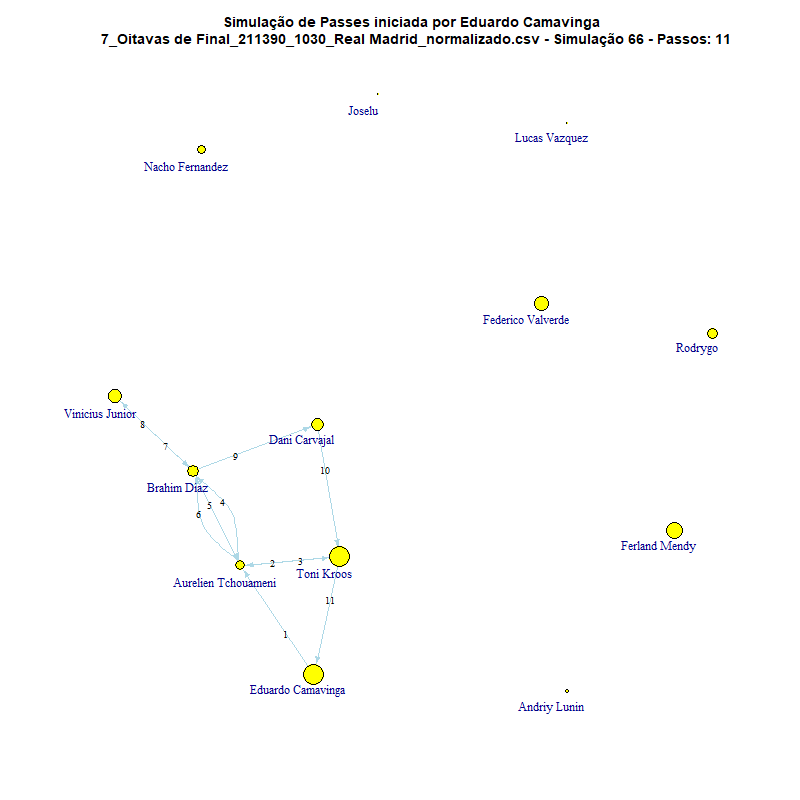 Simulação de Passes iniciada por Eduardo Camavinga
7_Oitavas de Final_211390_1030_Real Madrid_normalizado.csv - Simulação 66 - Passos: 11
Joselu
Lucas Vazquez
Nacho Fernandez
Federico Valverde
Rodrygo
Vinicius Junior
8
Dani Carvajal
7
9
10
Brahim Diaz
4
5
6
Ferland Mendy
2
3
Toni Kroos
Aurelien Tchouameni
11
1
Eduardo Camavinga
Andriy Lunin